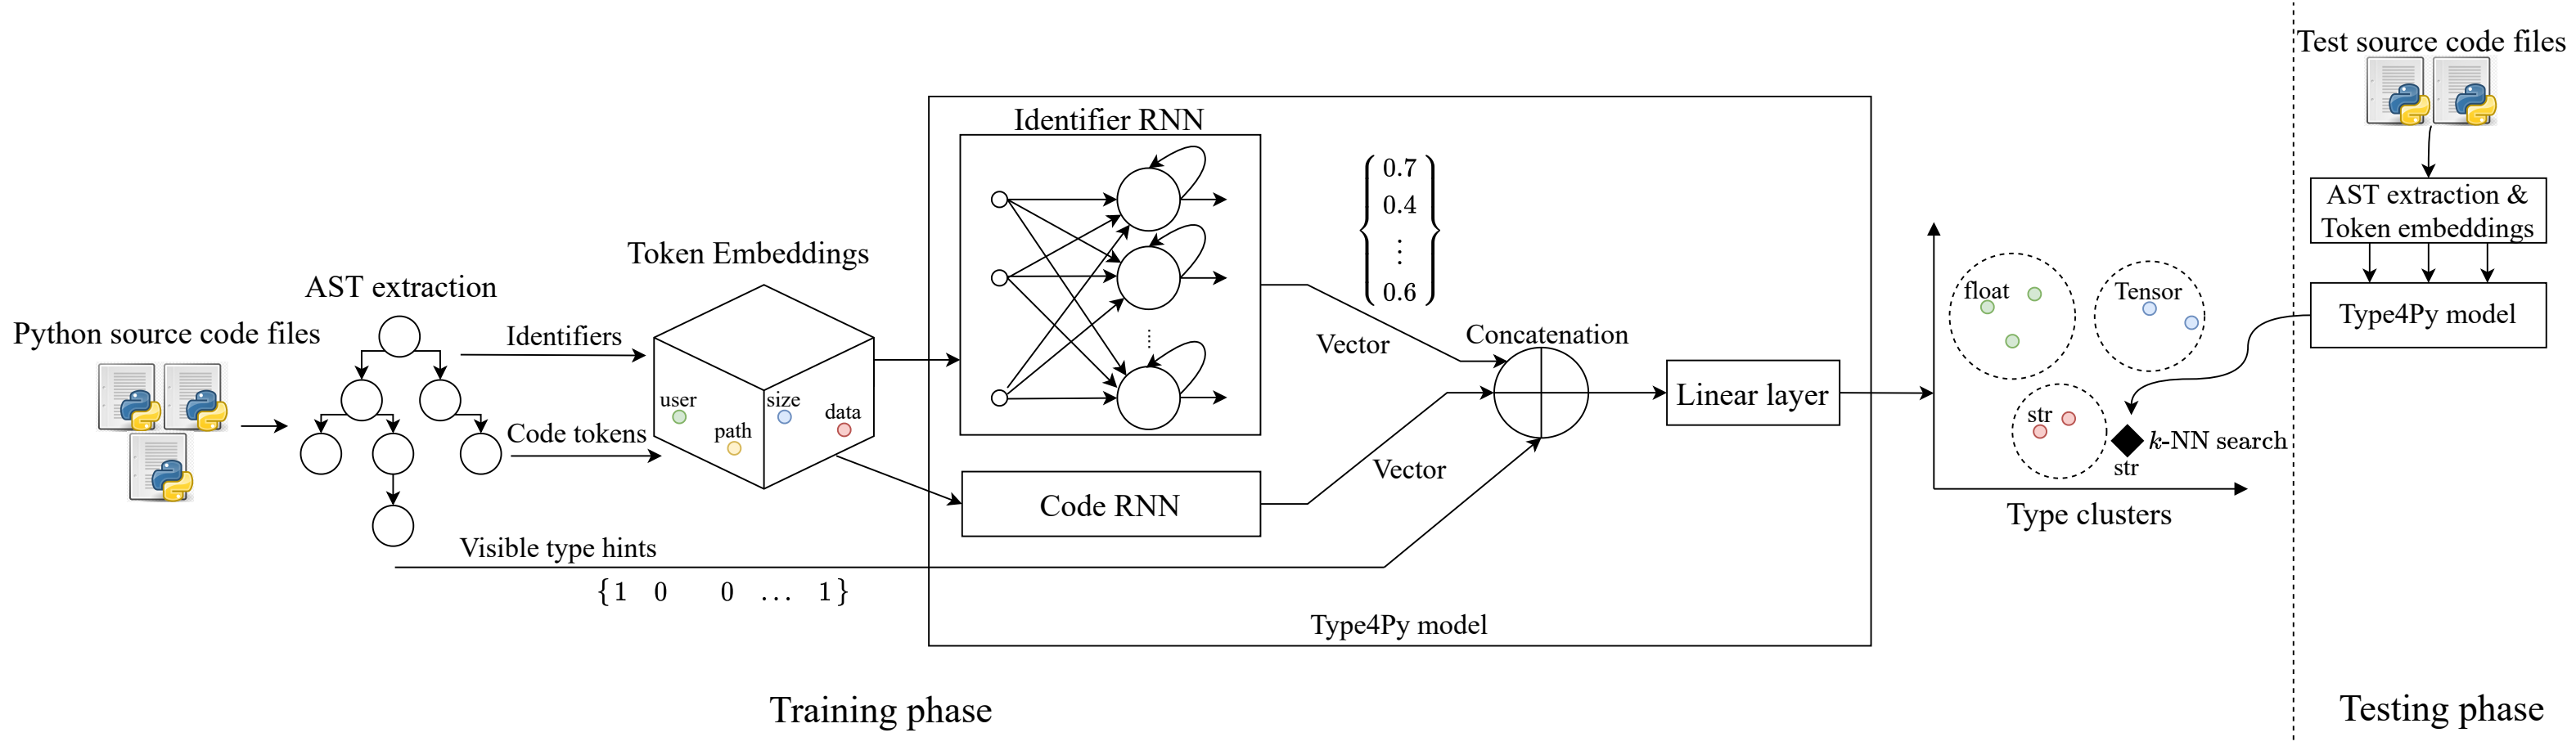 Python source code files
AST extraction
Identifiers
Code tokens
Visible type hints
{1 0 0 ... 1}
Token Embeddings
user
path
size
data
Identifier RNN
Code RNN
0.7
0.4
⋮
0.6
Vector
Vector
Concatenation
Linear layer
Type4Py model
float
Tensor
str
k-NN search
str
Type clusters
Training phase
Test source code files
AST extraction &
Token embeddings
Type4Py model
Testing phase